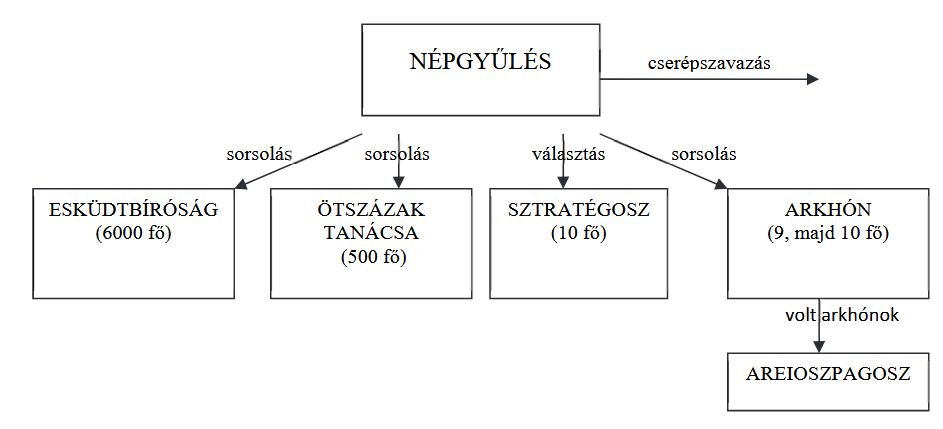 NÉPGYŰLÉS
cserépszavazás
sorsolás
sorsolás
választás
sorsolás
ESKÜDTBÍRÓSÁG
(6000 fő)
ÖTSZÁZAK
TANÁCSA
(500 fő)
SZTRATÉGOSZ
(10 fő)
ARKHÓN
(9, majd 10 fő)
volt arkhónok
AREIOSZPAGOSZ